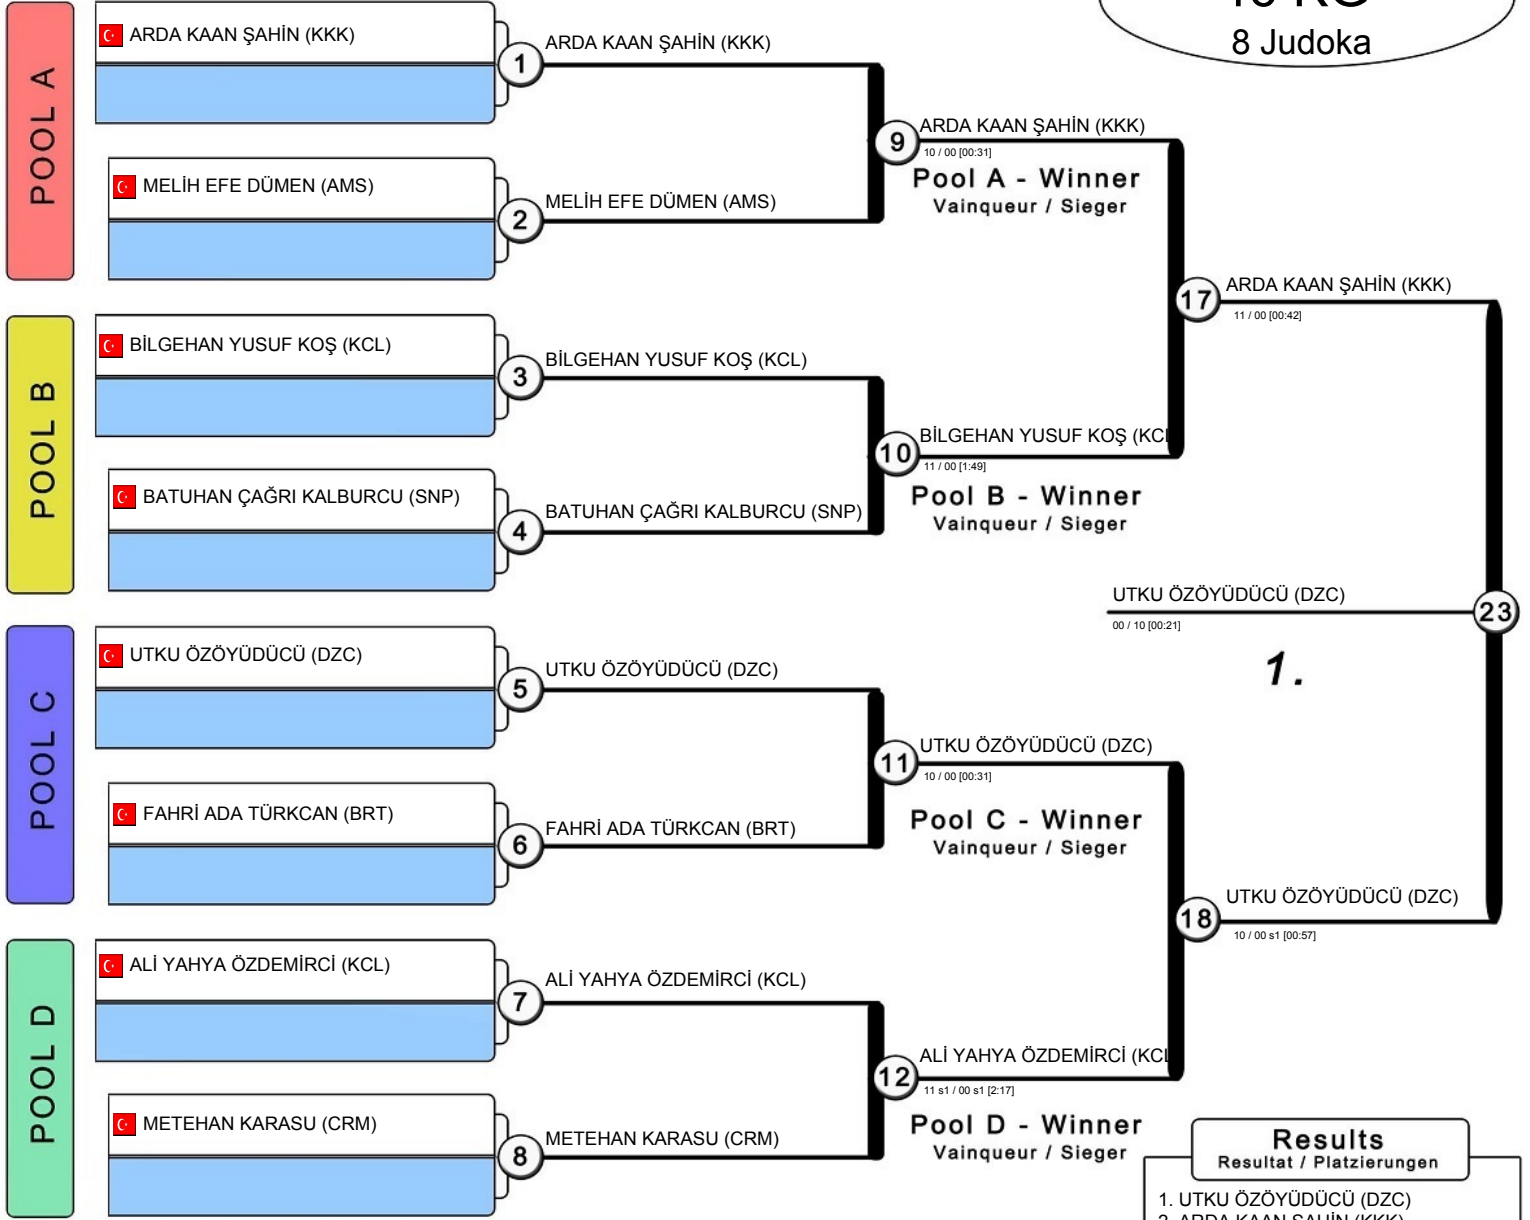 KG
8 Judoka
POOL A
ARDA KAAN ŞAHİN (KKK)
1
ARDA KAAN ŞAHİN (KKK)
MELİH EFE DÜMEN (AMS)
2
MELİH EFE DÜMEN (AMS)
9
ARDA KAAN ŞAHİN (KKK)
10 / 00 [00:31]
Pool A - Winner
Vainqueur / Sieger
POOL B
BİLGEHAN YUSUF KOŞ (KCL)
3
BİLGEHAN YUSUF KOŞ (KCL)
BATUHAN ÇAĞRI KALBURCU (SNP)
4
BATUHAN ÇAĞRI KALBURCU (SNP)
10
BİLGEHAN YUSUF KOŞ (KCL
11 / 00 [1:49]
Pool B - Winner
Vainqueur / Sieger
17
ARDA KAAN ŞAHİN (KKK)
11 / 00 [00:42]
UTKU ÖZÖYÜDÜCÜ (DZC)
23
00 / 10 [00:21]
1.
POOL C
UTKU ÖZÖYÜDÜCÜ (DZC)
5
UTKU ÖZÖYÜDÜCÜ (DZC)
FAHRİ ADA TÜRKCAN (BRT)
6
FAHRİ ADA TÜRKCAN (BRT)
11
UTKU ÖZÖYÜDÜCÜ (DZC)
10 / 00 [00:31]
Pool C - Winner
Vainqueur / Sieger
18
UTKU ÖZÖYÜDÜCÜ (DZC)
10 / 00 s1 [00:57]
POOL D
ALİ YAHYA ÖZDEMİRCİ (KCL)
7
ALİ YAHYA ÖZDEMİRCİ (KCL)
METEHAN KARASU (CRM)
8
METEHAN KARASU (CRM)
12
ALİ YAHYA ÖZDEMİRCİ (KCL
11 s1 / 00 s1 [2:17]
Pool D - Winner
Vainqueur / Sieger
Results
Resultat / Platzierungen
1. UTKU ÖZÖYÜDÜCÜ (DZC)
2. ARDA KAAN ŞAHİN (KKK)